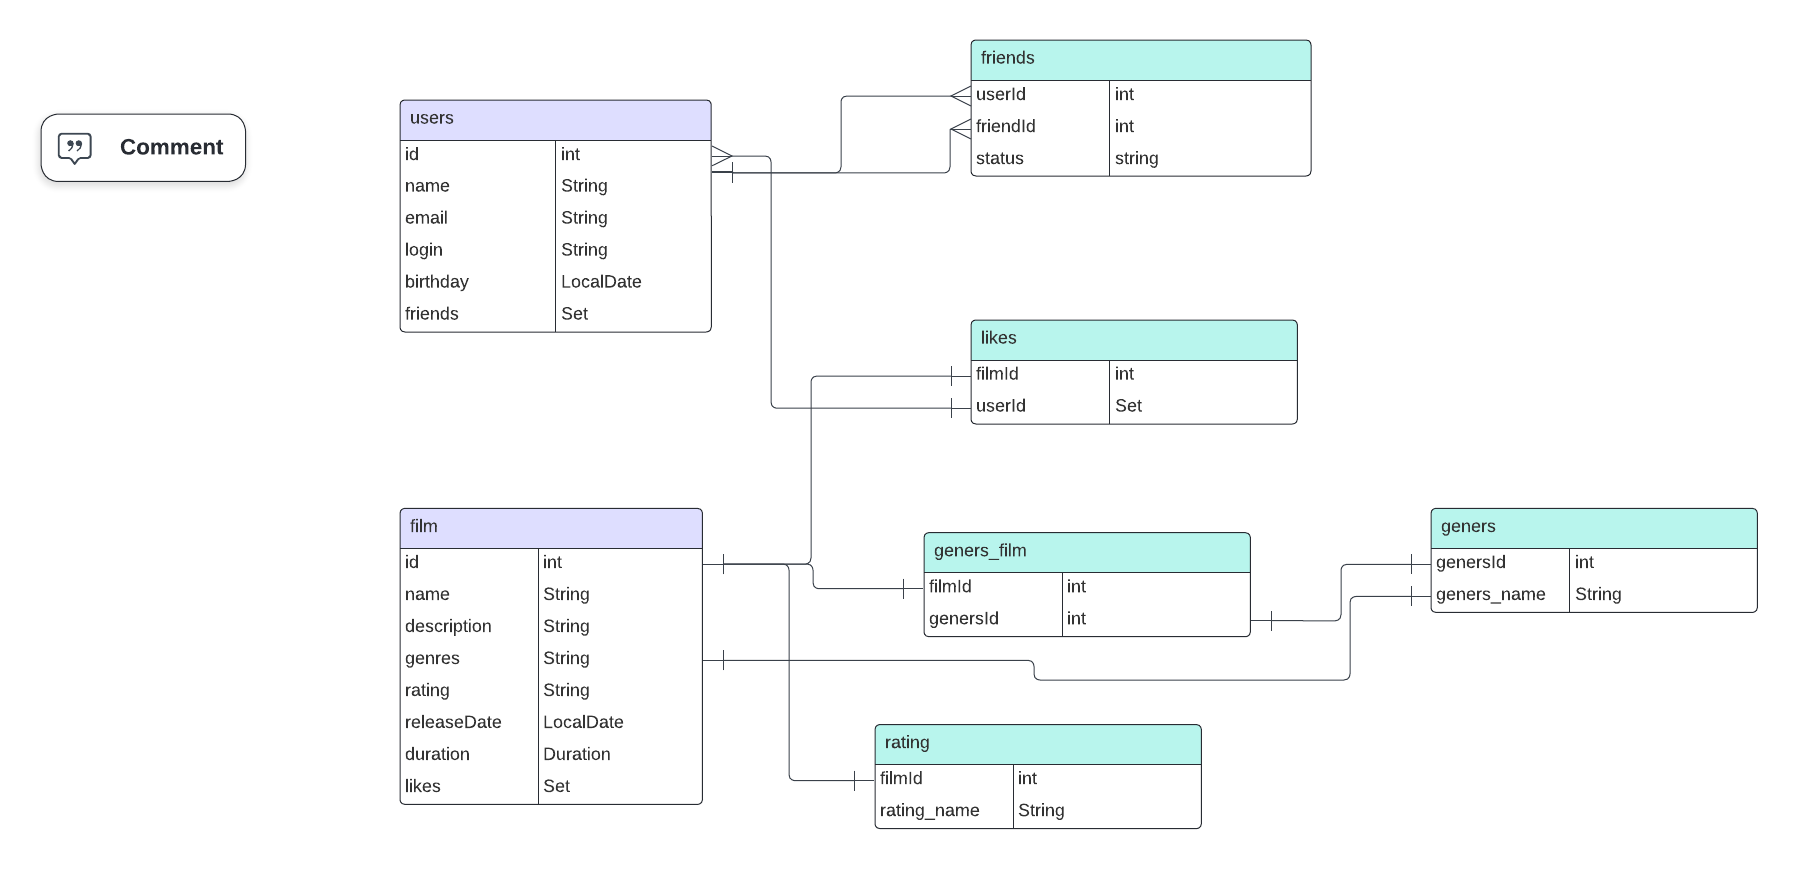 Comment
users
id int
name String
email String
login String
birthday LocalDate
friends Set
friends
userId int
friendId int
status string
likes
filmId int
userId Set
film
id int
name String
description String
genres String
rating String
releaseDate LocalDate
duration Duration
likes Set
geners_film
filmId int
genersId int
geners
genersId int
geners_name String
rating
filmId int
rating_name String